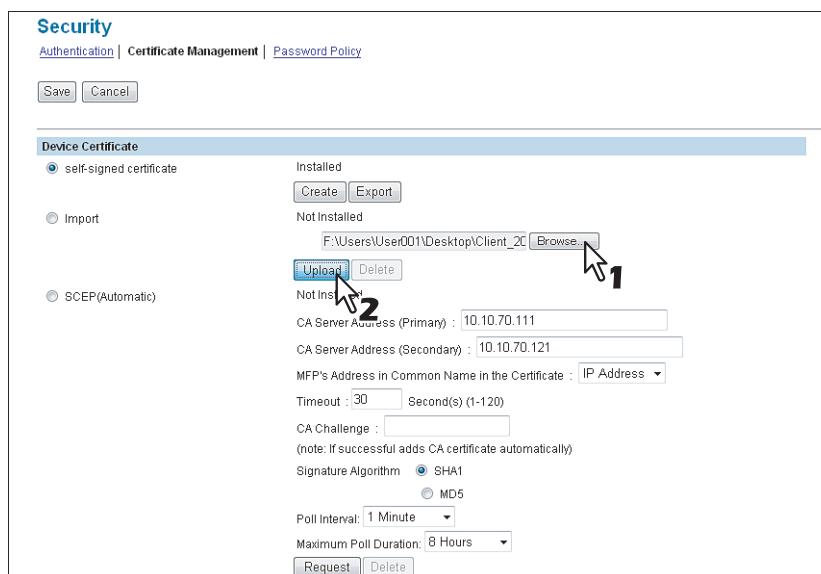 Security
Authentication | Certificate Management | Password Policy
Save Cancel
Device Certificate
self-signed certificate Installed
Create Export
Import Not Installed
F:\Users\User001\Desktop\Client_20 Browse... 1
Upload Delete 2
SCEP(Automatic) Not Installed
CA Server Address (Primary) : 10.10.70.111
CA Server Address (Secondary) : 10.10.70.121
MFP's Address in Common Name in the Certificate : IP Address
Timeout : 30 Second(s) (1-120)
CA Challenge :
(note: If successful adds CA certificate automatically)
Signature Algorithm SHA1
MD5
Poll Interval: 1 Minute
Maximum Poll Duration: 8 Hours
Request Delete